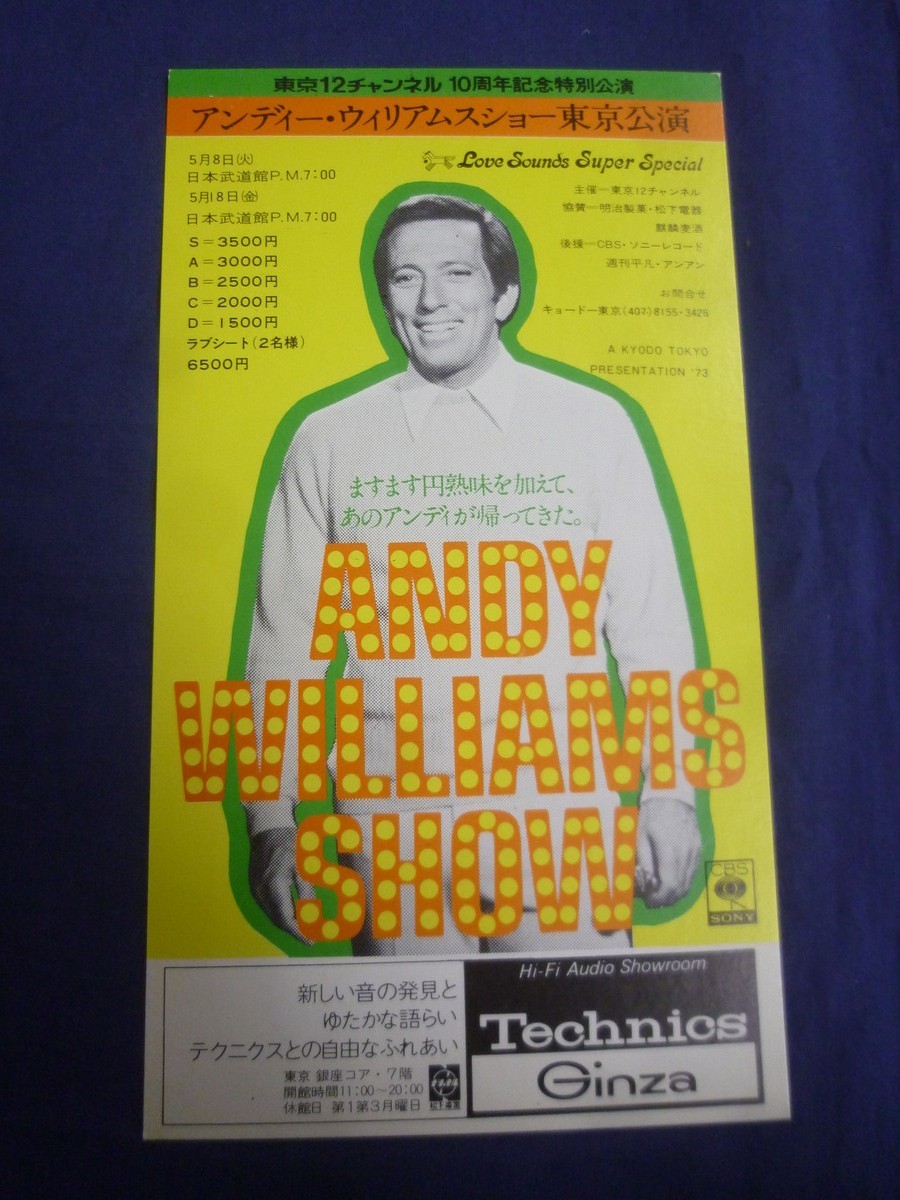 東京12チャンネル 10周年記念特別公演
アンディー・ウィリアムスショー東京公演
5月8日(火)
日本武道館P.M.7:00
5月18日(金)
日本武道館P.M.7:00
S=3500円
A=3000円
B=2500円
C=2000円
D=1500円
ラブシート(2名様)
6500円
Love Sounds Super Special
主催—東京12チャンネル
協賛—明治製菓・松下電器
麒麟麦酒
後援—CBS・ソニーレコード
週刊平凡・アンアン
お問合せ
キョードー東京(407)8155・3426
A KYODO TOKYO
PRESENTATION '73
ますます円熟味を加えて、
あのアンディが帰ってきた。
ANDY
WILLIAMS
SHOW
CBS
SONY
新しい音の発見と
ゆたかな語らい
テクニクスとの自由なふれあい
東京 銀座コア・7階
開館時間11:00〜20:00
休館日 第1第3月曜日
松下電器
Hi-Fi Audio Showroom
Technics
Ginza